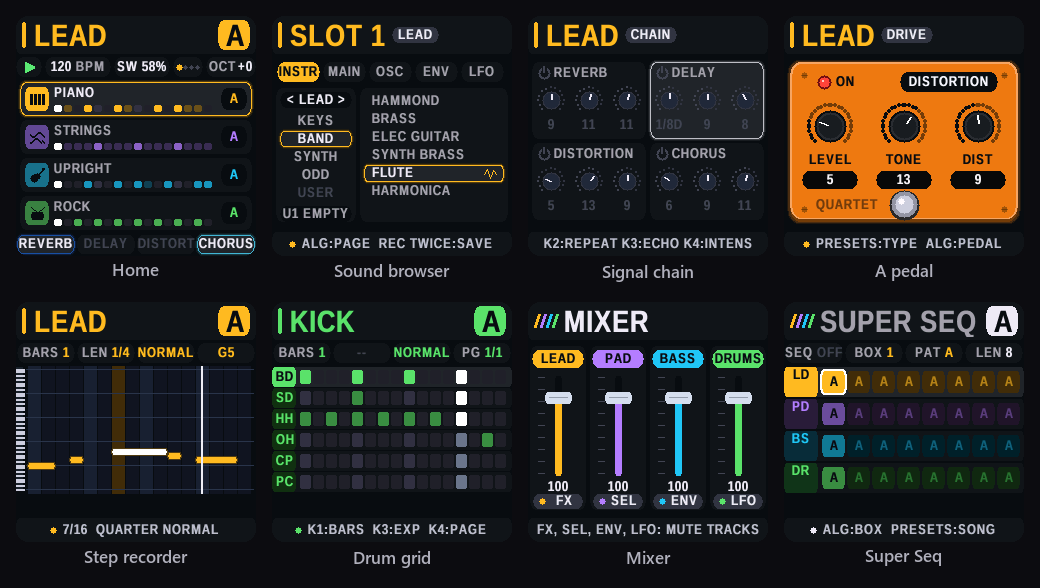 LEAD A
120 BPM SW 58% OCT+0
PIANO A
STRINGS A
UPRIGHT A
ROCK A
REVERB DELAY DISTORT CHORUS
Home
SLOT 1 LEAD
INSTR MAIN OSC ENV LFO
< LEAD >
KEYS
BAND
SYNTH
ODD
USER
U1 EMPTY
HAMMOND
BRASS
ELEC GUITAR
SYNTH BRASS
FLUTE
HARMONICA
ALG:PAGE REC TWICE:SAVE
Sound browser
LEAD CHAIN
REVERB
9 11 11
DELAY
1/8D 9 8
DISTORTION
5 13 9
CHORUS
6 9 11
K2:REPEAT K3:ECHO K4:INTENS
Signal chain
LEAD DRIVE
ON DISTORTION
LEVEL TONE DIST
5 13 9
QUARTET
PRESETS:TYPE ALG:PEDAL
A pedal
LEAD A
BARS 1 LEN 1/4 NORMAL G5
7/16 QUARTER NORMAL
Step recorder
KICK A
BARS 1 -- NORMAL PG 1/1
BD
SD
HH
OH
CP
PC
K1:BARS K3:EXP K4:PAGE
Drum grid
MIXER
LEAD PAD BASS DRUMS
100 100 100 100
FX SEL ENV LFO
FX, SEL, ENV, LFO: MUTE TRACKS
Mixer
SUPER SEQ A
SEQ OFF BOX 1 PAT A LEN 8
LD A A A A A A A A
PD A A A A A A A A
BS A A A A A A A A
DR A A A A A A A A
ALG:BOX PRESETS:SONG
Super Seq